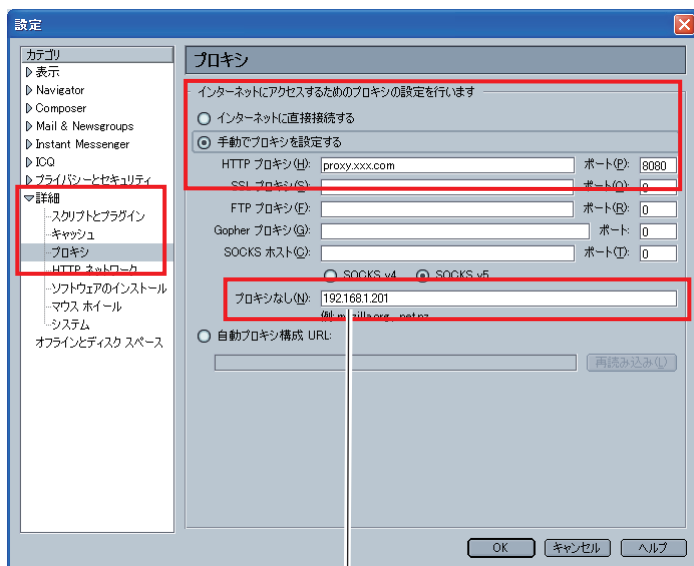 設定
カテゴリ
表示
Navigator
Composer
Mail & Newsgroups
Instant Messenger
ICQ
プライバシーとセキュリティ
詳細
スクリプトとプラグイン
キャッシュ
プロキシ
HTTP ネットワーク
ソフトウェアのインストール
マウス ホイール
システム
オフラインとディスク スペース
プロキシ
インターネットにアクセスするためのプロキシの設定を行います
インターネットに直接接続する
手動でプロキシを設定する
HTTP プロキシ(H): proxy.xxx.com ポート(P): 8080
SSL プロキシ(S): ポート(O): 0
FTP プロキシ(F): ポート(R): 0
Gopher プロキシ(G): ポート: 0
SOCKS ホスト(C): ポート(T): 0
SOCKS v4 SOCKS v5
プロキシなし(N): 192.168.1.201
例: mozilla.org, .net.nz
自動プロキシ構成 URL:
再読み込み(L)
OK キャンセル ヘルプ